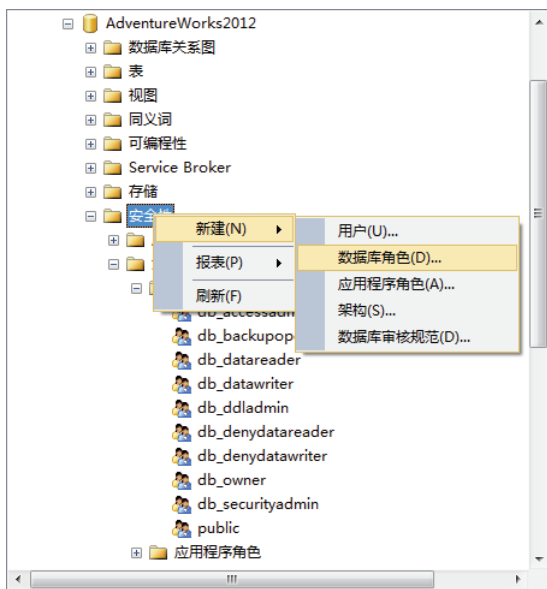 AdventureWorks2012
数据库关系图
表
视图
同义词
可编程性
Service Broker
存储
安全性
新建(N)
报表(P)
刷新(F)
用户(U)...
数据库角色(D)...
应用程序角色(A)...
架构(S)...
数据库审核规范(D)...
db_accessadm
db_backupop
db_datareader
db_datawriter
db_ddladmin
db_denydatareader
db_denydatawriter
db_owner
db_securityadmin
public
应用程序角色